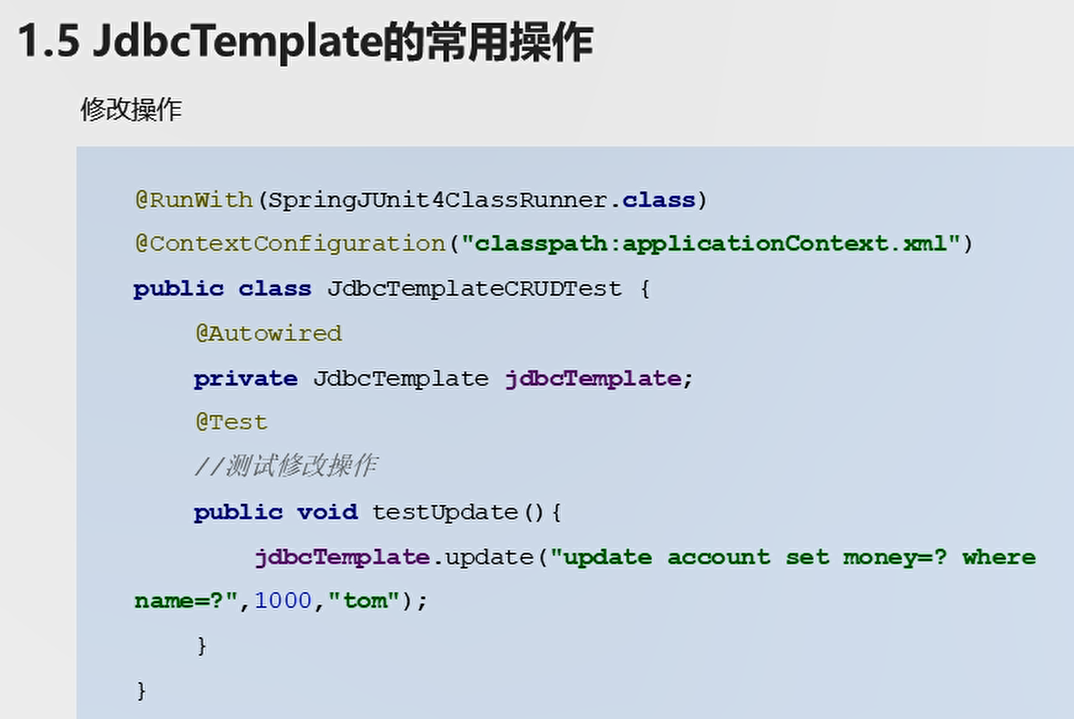 1.5 JdbcTemplate的常用操作
修改操作
@RunWith(SpringJUnit4ClassRunner.class)
@ContextConfiguration("classpath:applicationContext.xml")
public class JdbcTemplateCRUDTest {
@Autowired
private JdbcTemplate jdbcTemplate;
@Test
//测试修改操作
public void testUpdate(){
jdbcTemplate.update("update account set money=? where
name=?",1000,"tom");
}
}